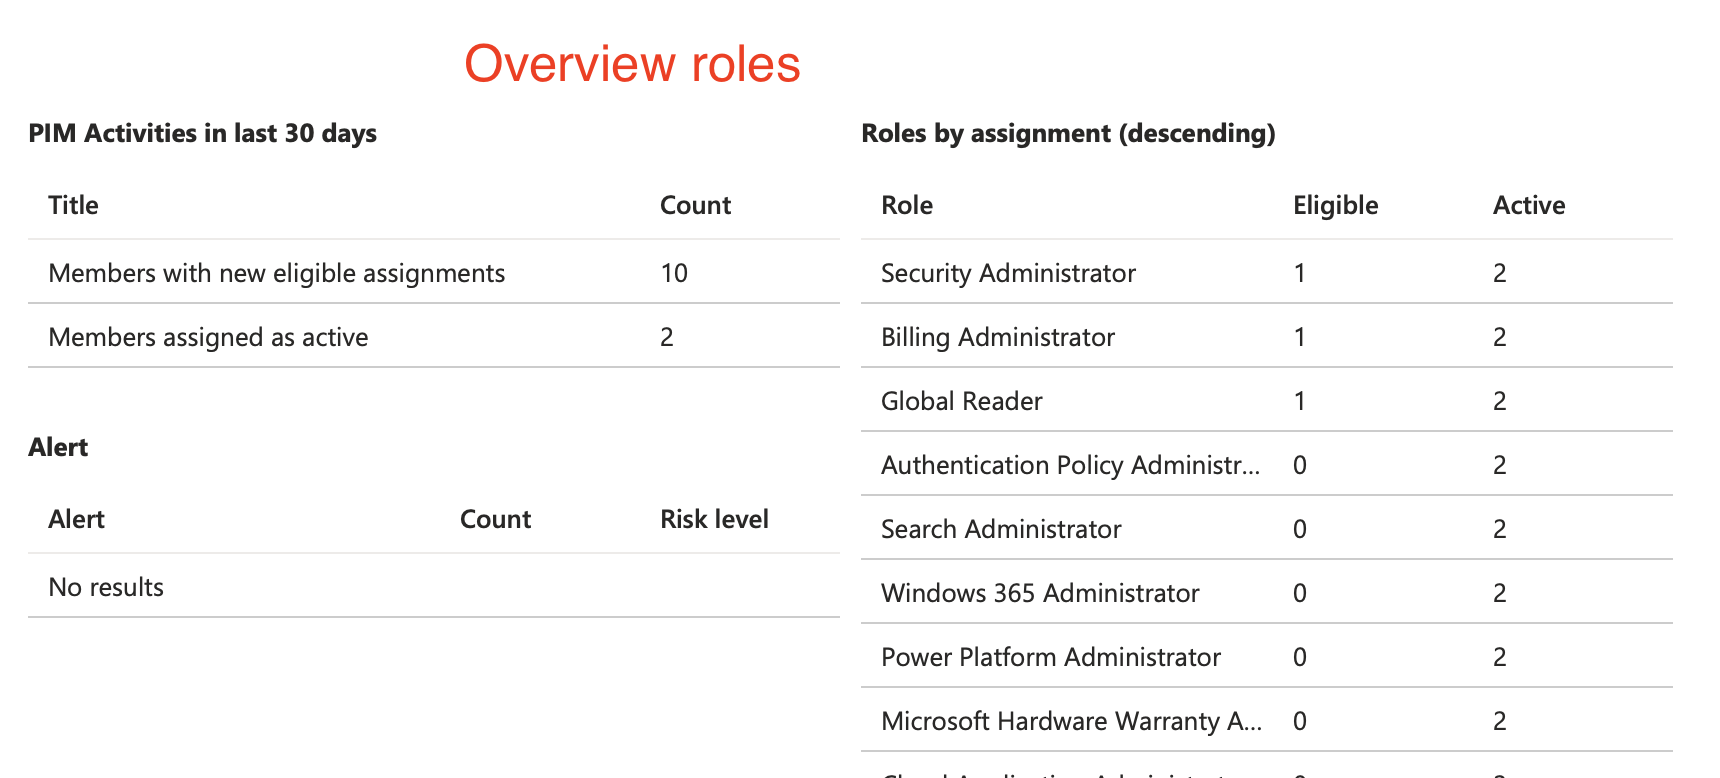 Overview roles
PIM Activities in last 30 days
Title Count
Members with new eligible assignments 10
Members assigned as active 2
Alert
Alert Count Risk level
No results
Roles by assignment (descending)
Role Eligible Active
Security Administrator 1 2
Billing Administrator 1 2
Global Reader 1 2
Authentication Policy Administr... 0 2
Search Administrator 0 2
Windows 365 Administrator 0 2
Power Platform Administrator 0 2
Microsoft Hardware Warranty A... 0 2